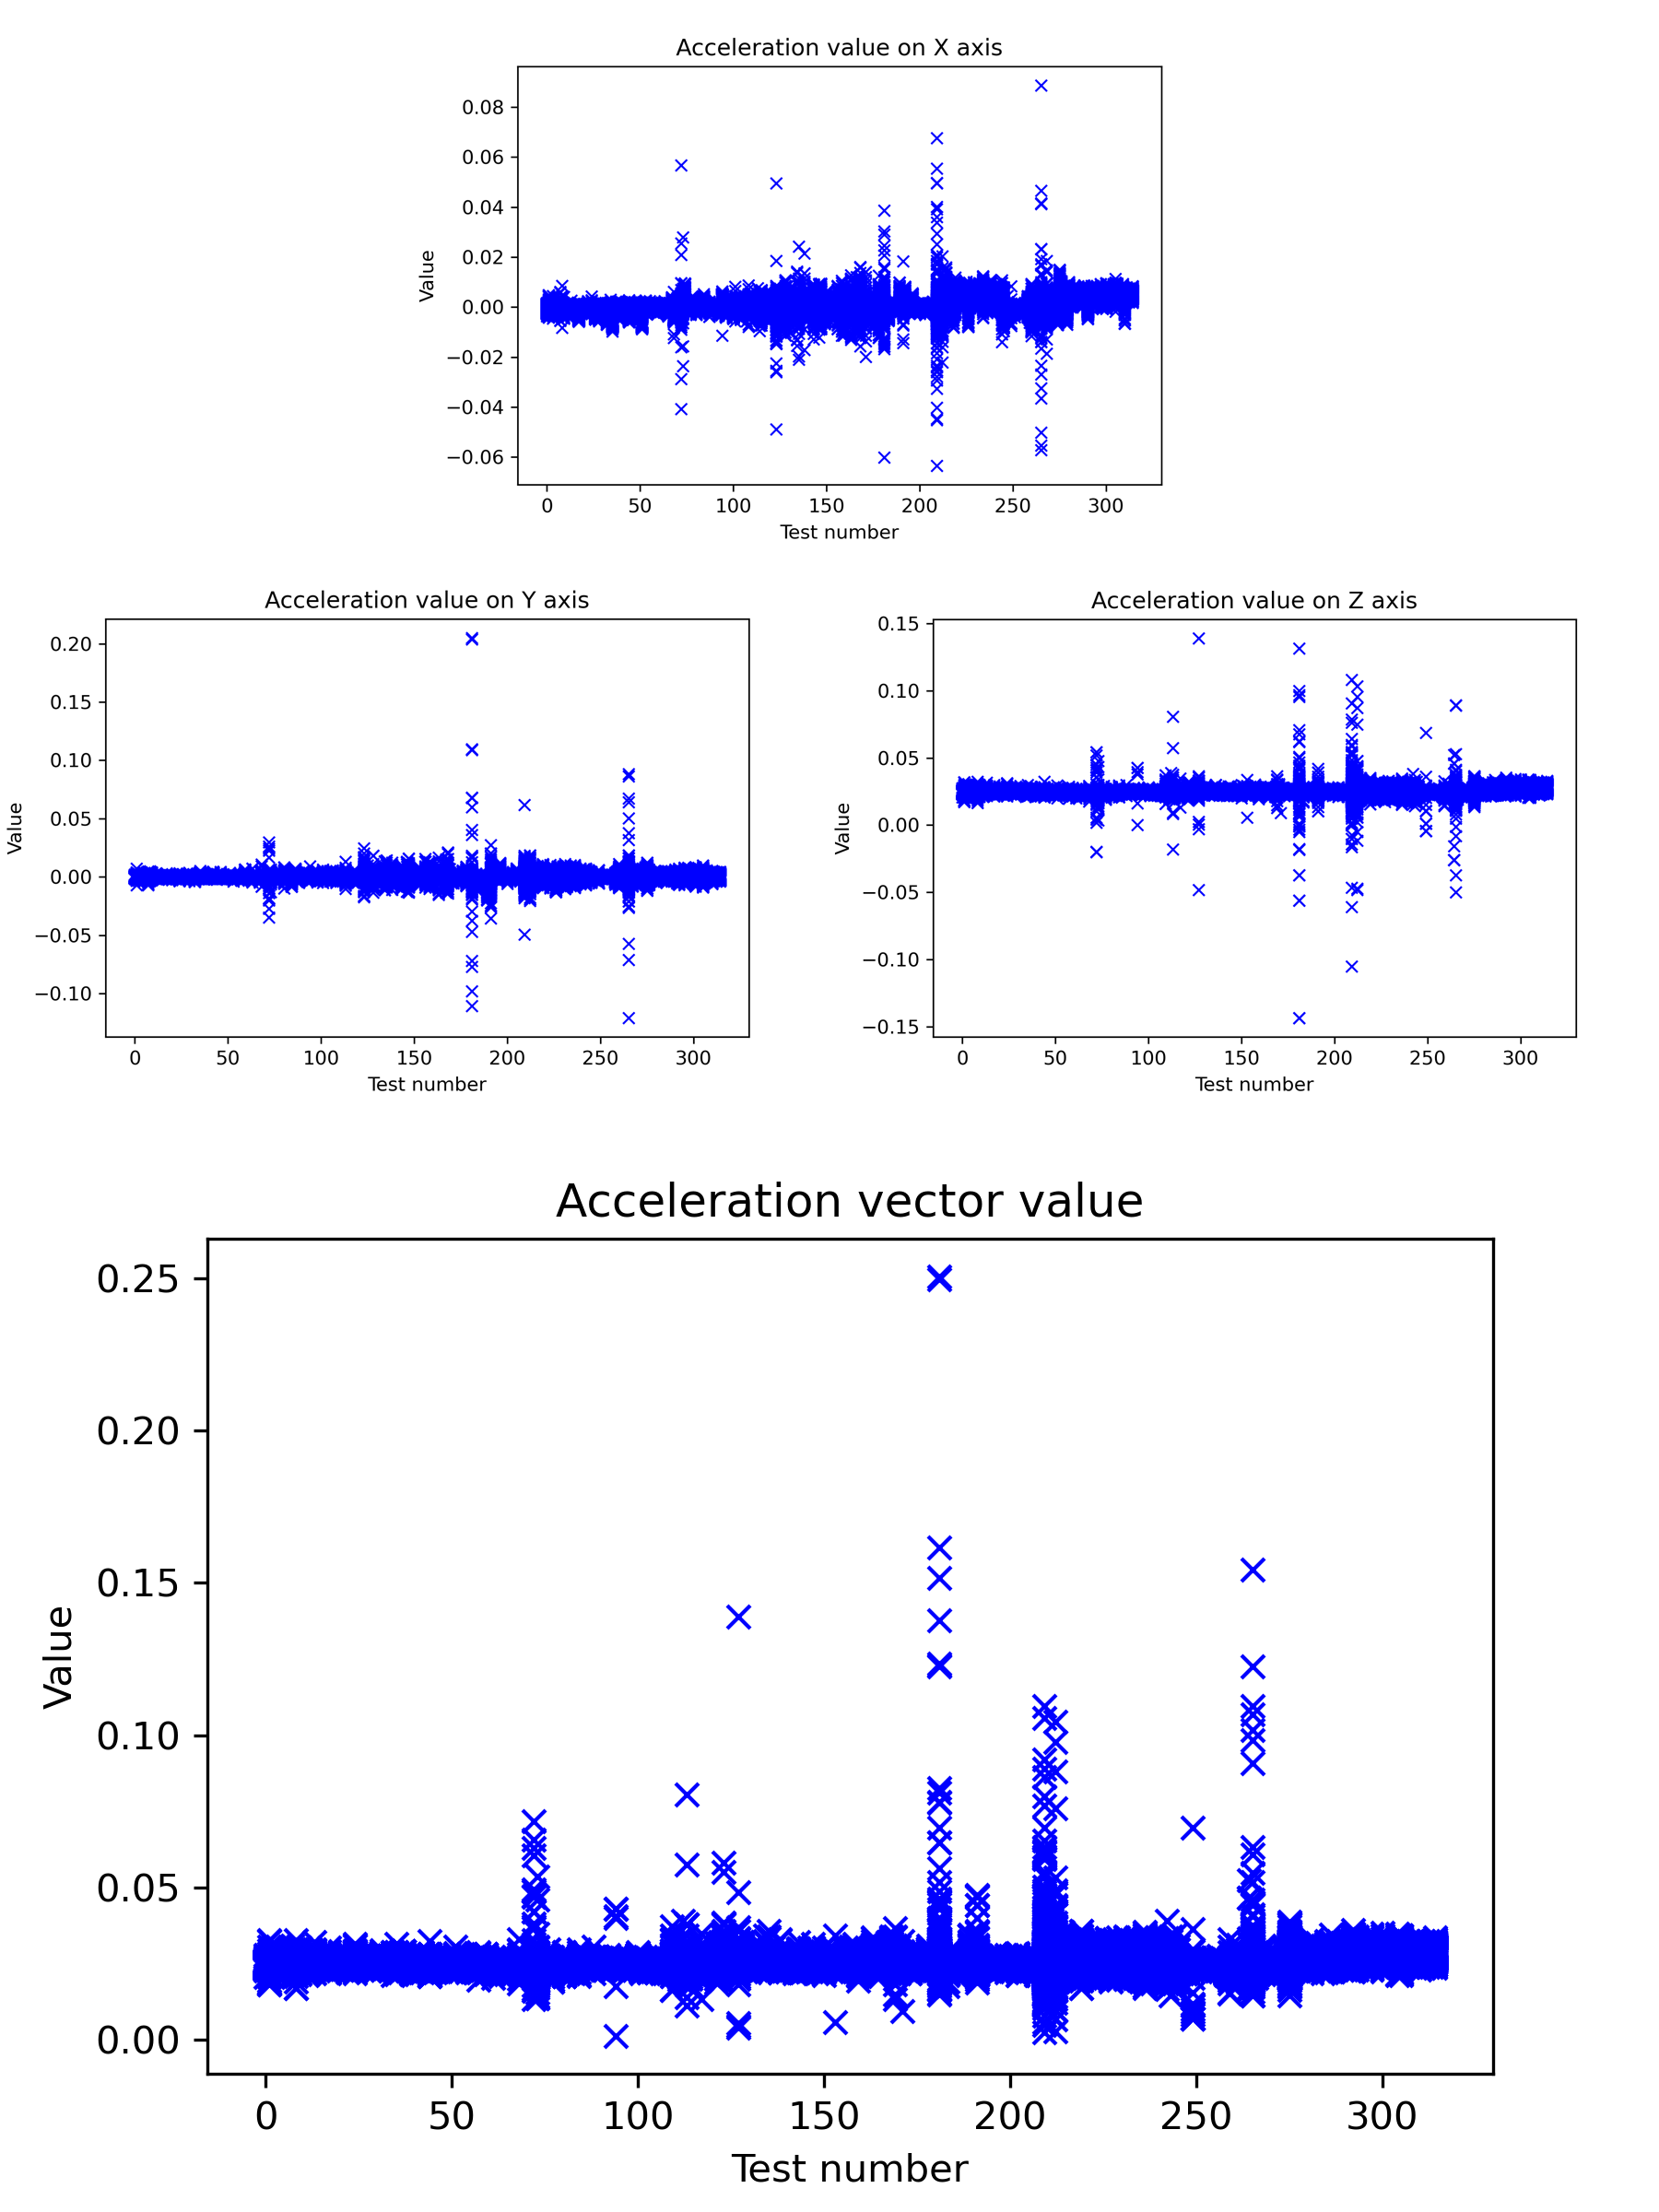 Acceleration value on X axis
0.08
0.06
0.04
0.02
0.00
−0.02
−0.04
−0.06
Value
0 50 100 150 200 250 300
Test number
Acceleration value on Y axis
0.20
0.15
0.10
0.05
0.00
−0.05
−0.10
Value
0 50 100 150 200 250 300
Test number
Acceleration value on Z axis
0.15
0.10
0.05
0.00
−0.05
−0.10
−0.15
Value
0 50 100 150 200 250 300
Test number
Acceleration vector value
0.25
0.20
0.15
0.10
0.05
0.00
Value
0 50 100 150 200 250 300
Test number